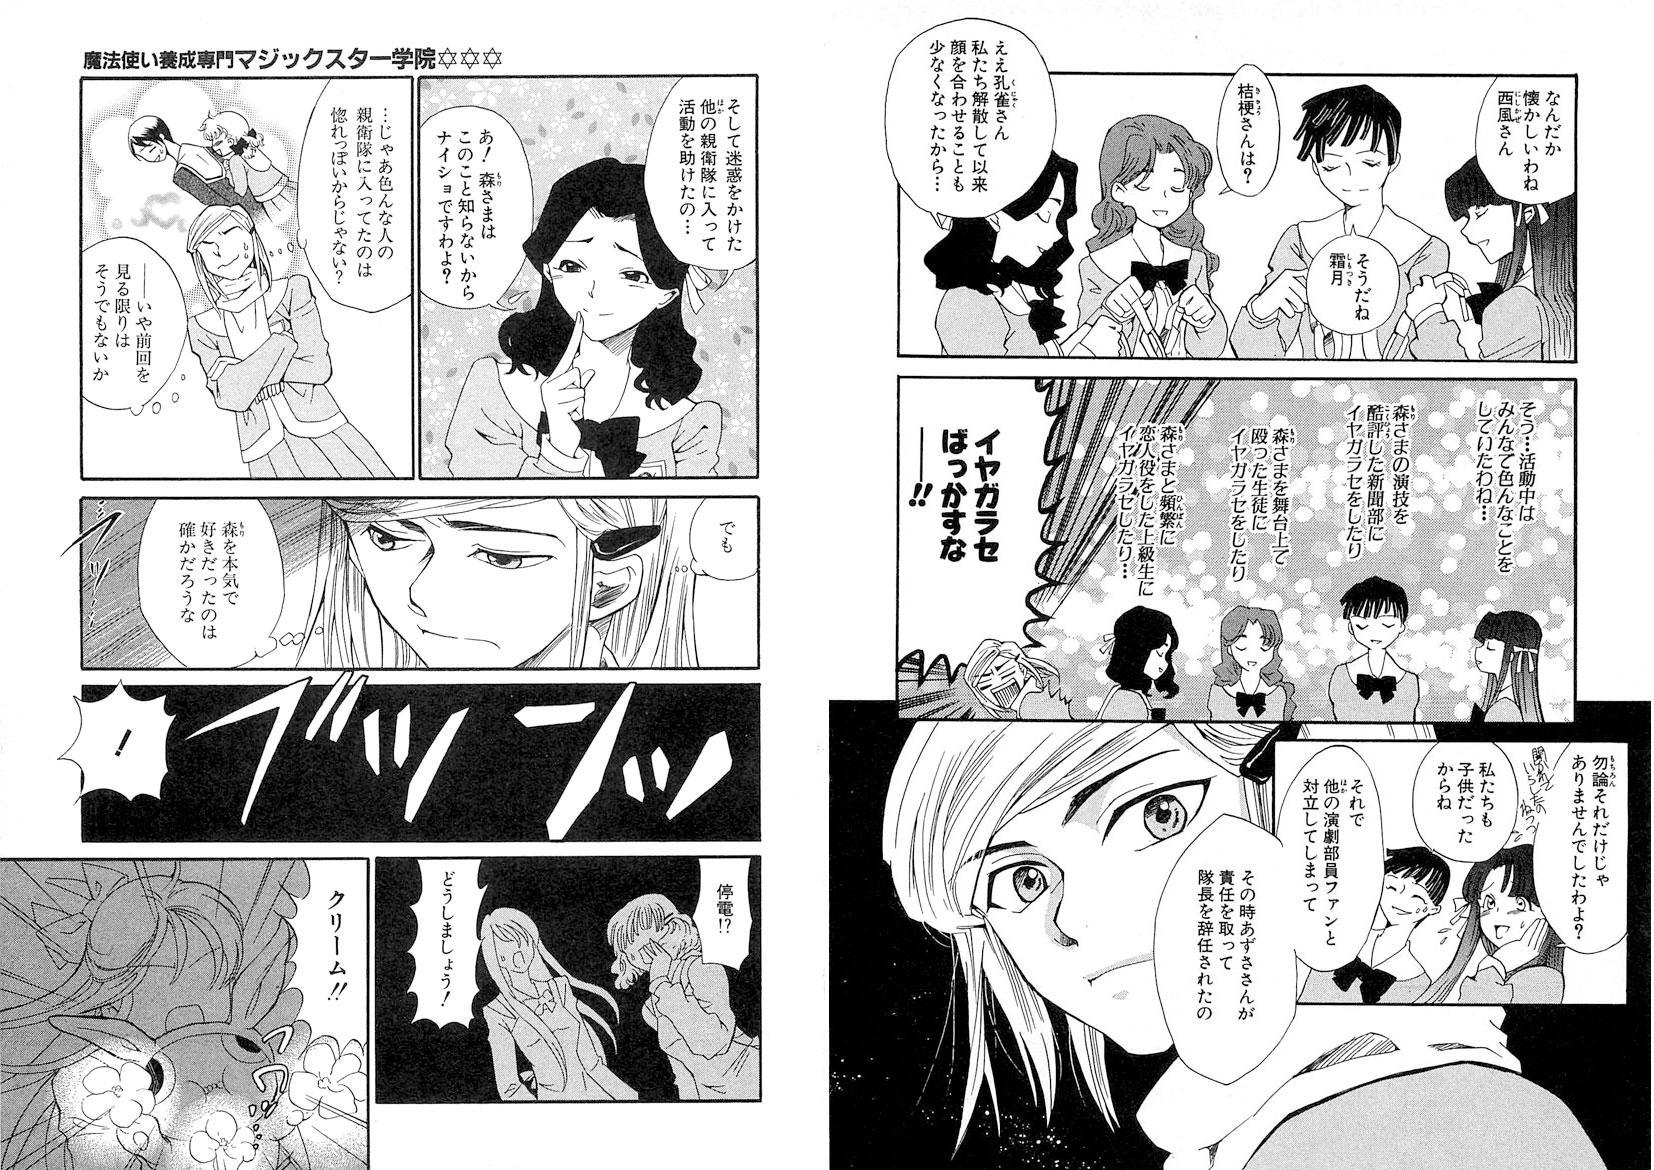 なんだか
懐かしいわね
西風さん
そうだね
霜月
桔梗さんは？
ええ孔雀さん
私たち解散して以来
顔を合わせることも
少なくなったから…
そう…活動中は
みんなで色んなことを
していたわね…
森さまの演技を
酷評した新聞部に
イヤガラセをしたり
森さまを舞台上で
殴った生徒に
イヤガラセをしたり
森さまと頻繁に
恋人役をした上級生に
イヤガラセしたり…
イヤガラセ
ばっかすな
――!!
勿論それだけじゃ
ありませんでしたわよ？
私たちも
子供だった
からね
それで
他の演劇部員ファンと
対立してしまって
その時あずささんが
責任を取って
隊長を辞任されたの
魔法使い養成専門マジックスター学院✡✡✡
そして迷惑をかけた
他の親衛隊に入って
活動を助けたの…
あ！森さまは
このこと知らないから
ナイショですわよ？
…じゃあ色んな人の
親衛隊に入ってたのは
惚れっぽいからじゃない？
――いや前回を
見る限りは
そうでもないか
でも
森を本気で
好きだったのは
確かだろうな
ブッツッ
！
停電!?
どうしましょう！
クリーム!!